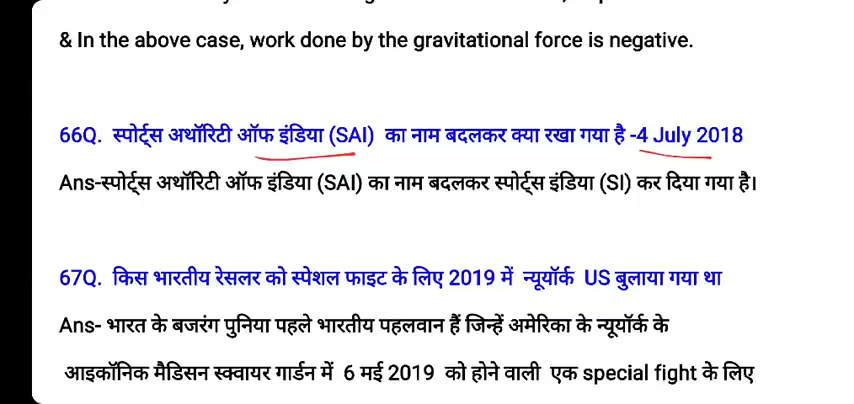 & In the above case, work done by the gravitational force is negative.
66Q. स्पोर्ट्स अथॉरिटी ऑफ इंडिया (SAI) का नाम बदलकर क्या रखा गया है -4 July 2018
Ans-स्पोर्ट्स अथॉरिटी ऑफ इंडिया (SAI) का नाम बदलकर स्पोर्ट्स इंडिया (SI) कर दिया गया है।
67Q. किस भारतीय रेसलर को स्पेशल फाइट के लिए 2019 में न्यूयॉर्क US बुलाया गया था
Ans- भारत के बजरंग पुनिया पहले भारतीय पहलवान हैं जिन्हें अमेरिका के न्यूयॉर्क के
आइकॉनिक मैडिसन स्क्वायर गार्डन में 6 मई 2019 को होने वाली एक special fight के लिए